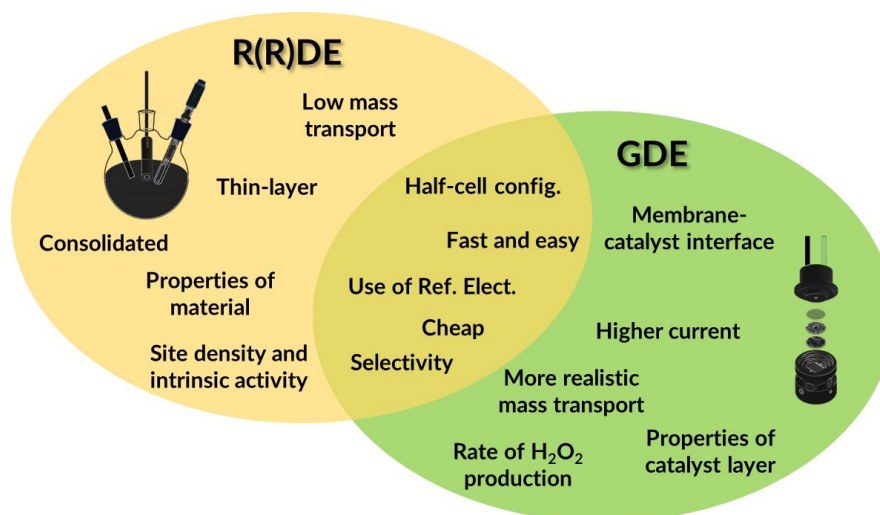 R(R)DE
Low mass
transport
Thin-layer
Consolidated
Properties of
material
Site density and
intrinsic activity
Half-cell config.
Fast and easy
Use of Ref. Elect.
Cheap
Selectivity
GDE
Membrane-
catalyst interface
Higher current
More realistic
mass transport
Rate of H₂O₂
production
Properties of
catalyst layer